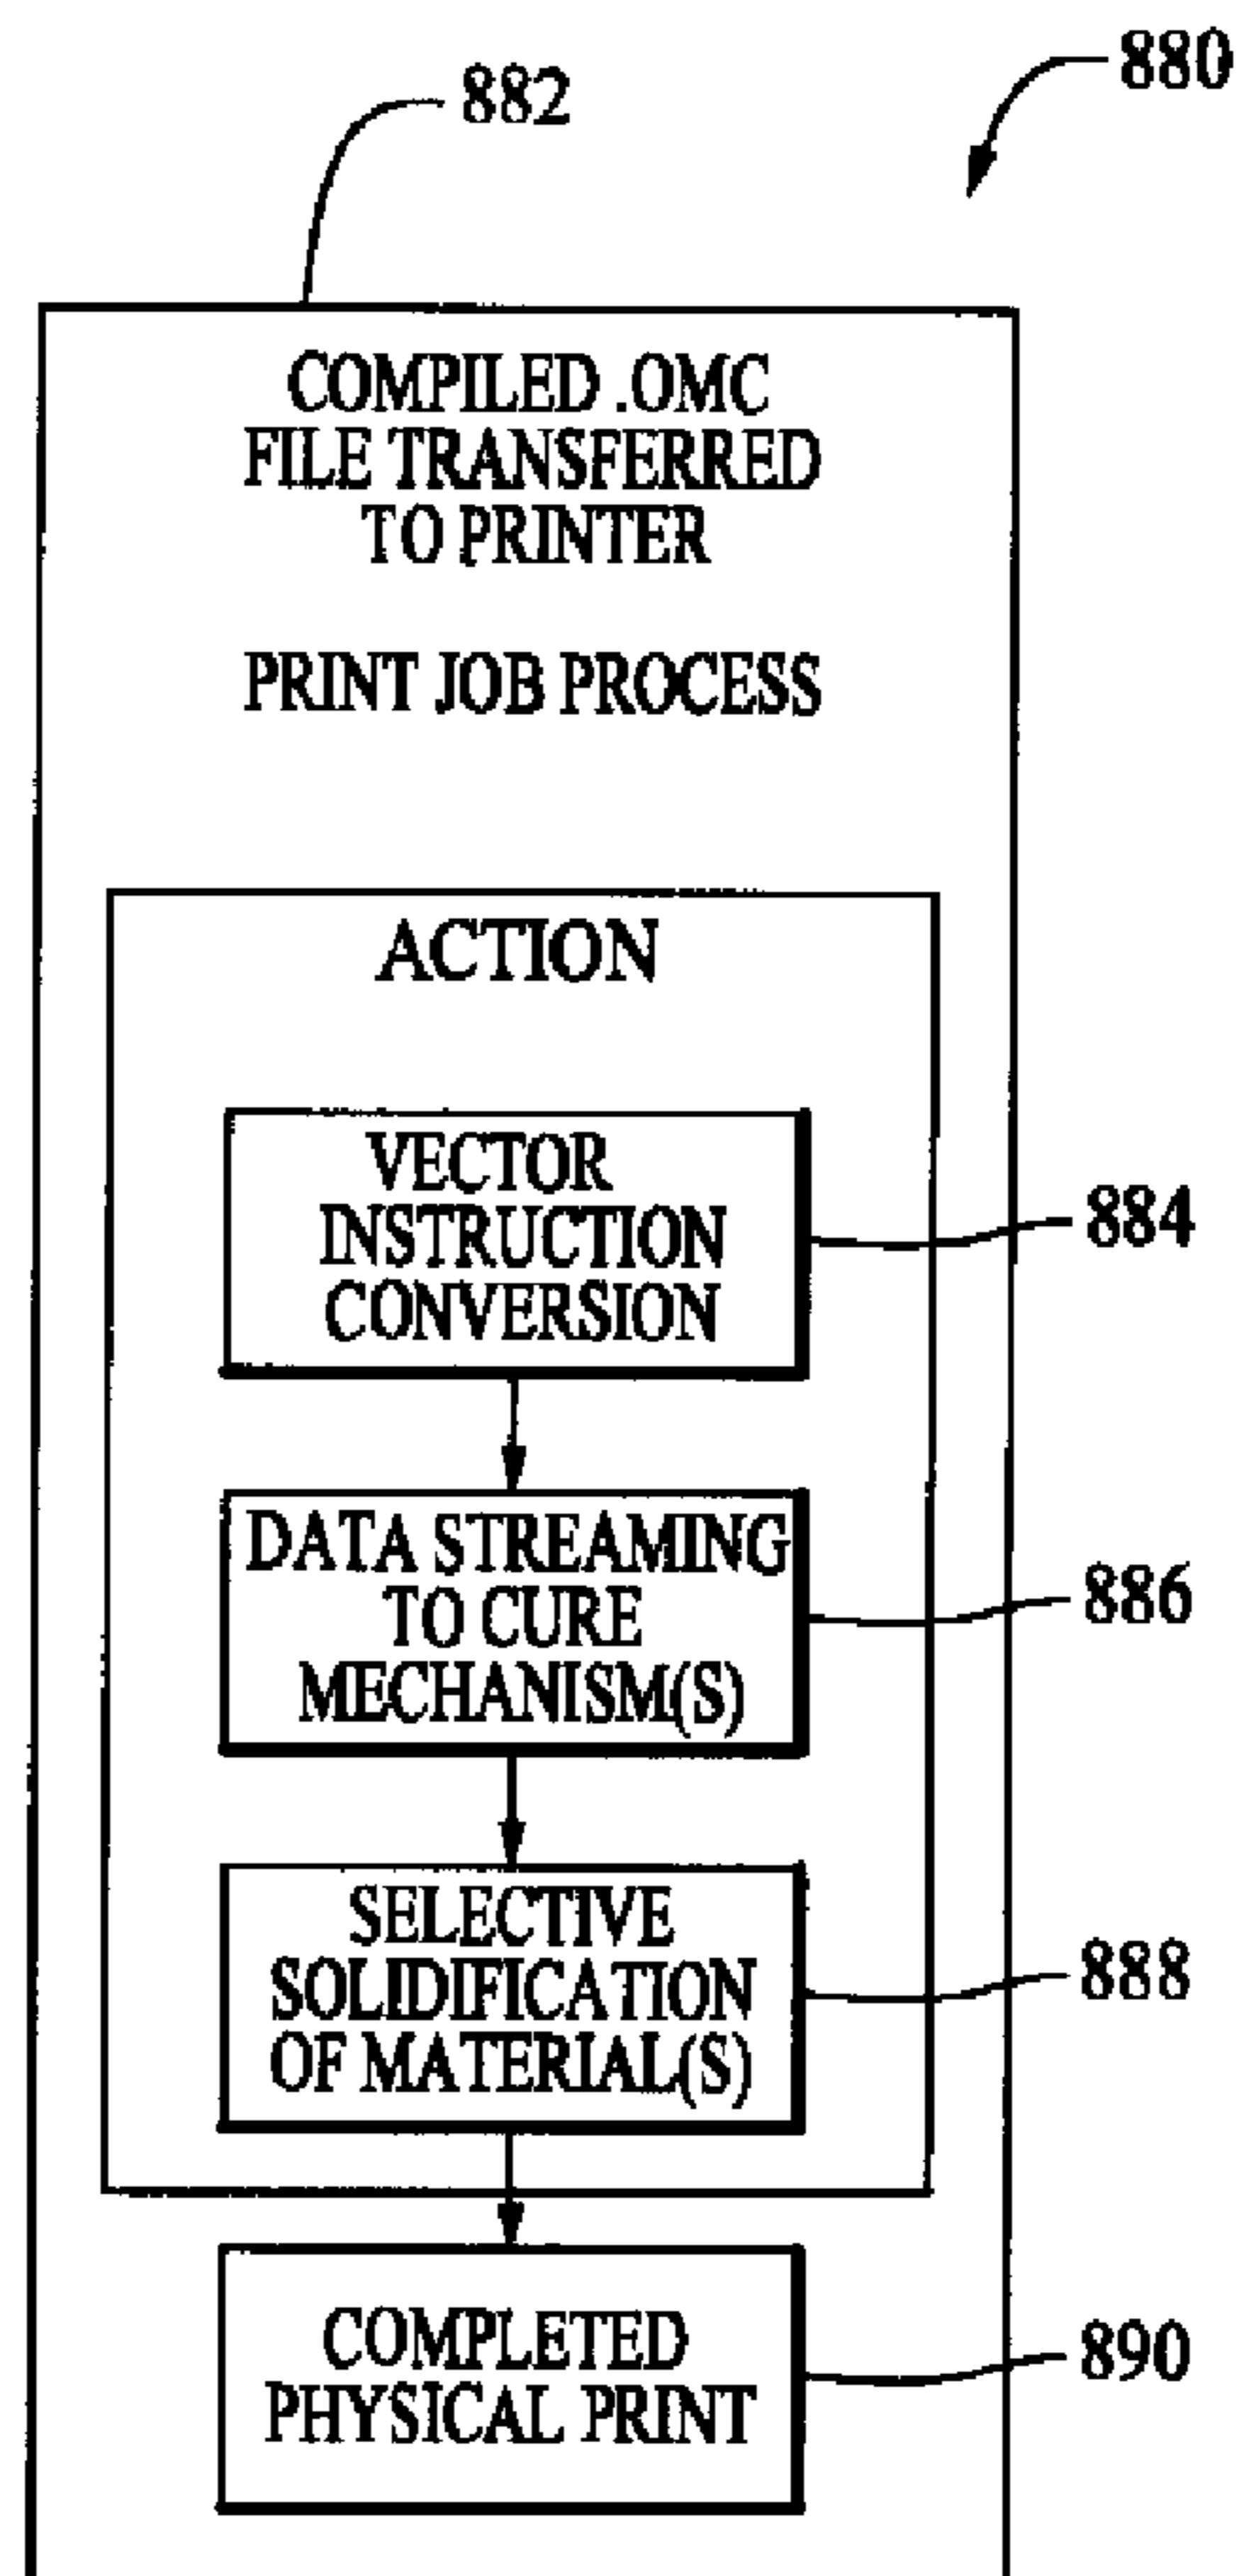 880
882
COMPILED .OMC
FILE TRANSFERRED
TO PRINTER
PRINT JOB PROCESS
ACTION
VECTOR
INSTRUCTION
CONVERSION
884
DATA STREAMING
TO CURE
MECHANISM(S)
886
SELECTIVE
SOLIDIFICATION
OF MATERIAL(S)
888
COMPLETED
PHYSICAL PRINT
890